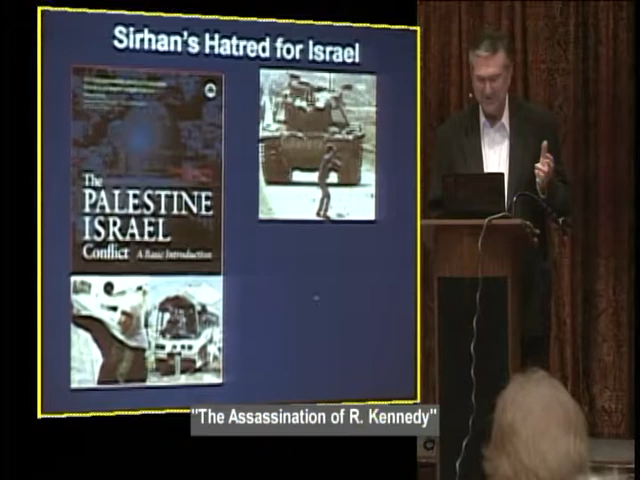 Sirhan's Hatred for Israel
The
PALESTINE
ISRAEL
Conflict A Basic Introduction
"The Assassination of R. Kennedy"